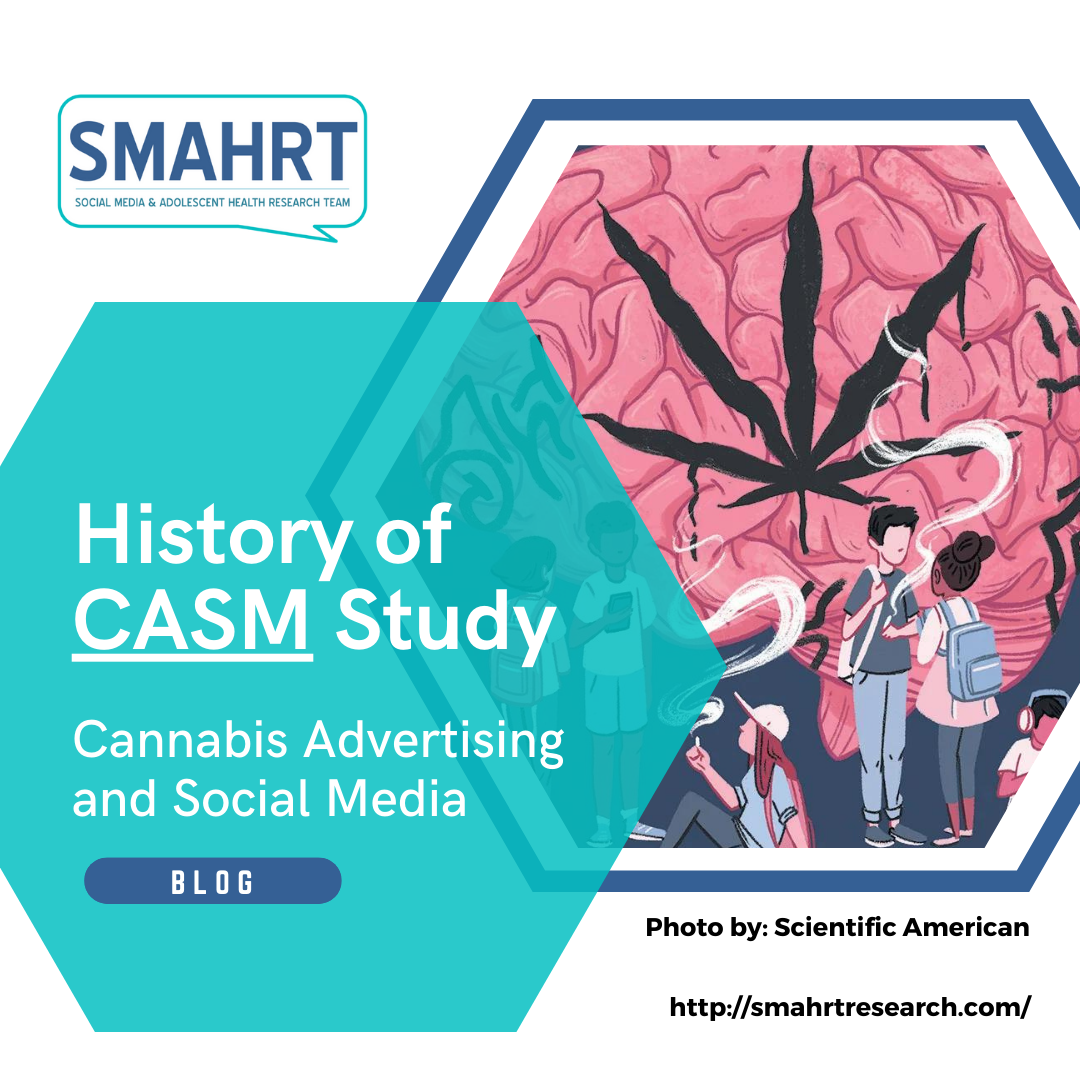 SMAHRT
SOCIAL MEDIA & ADOLESCENT HEALTH RESEARCH TEAM
History of
CASM Study
Cannabis Advertising
and Social Media
BLOG
Photo by: Scientific American
http://smahrtresearch.com/